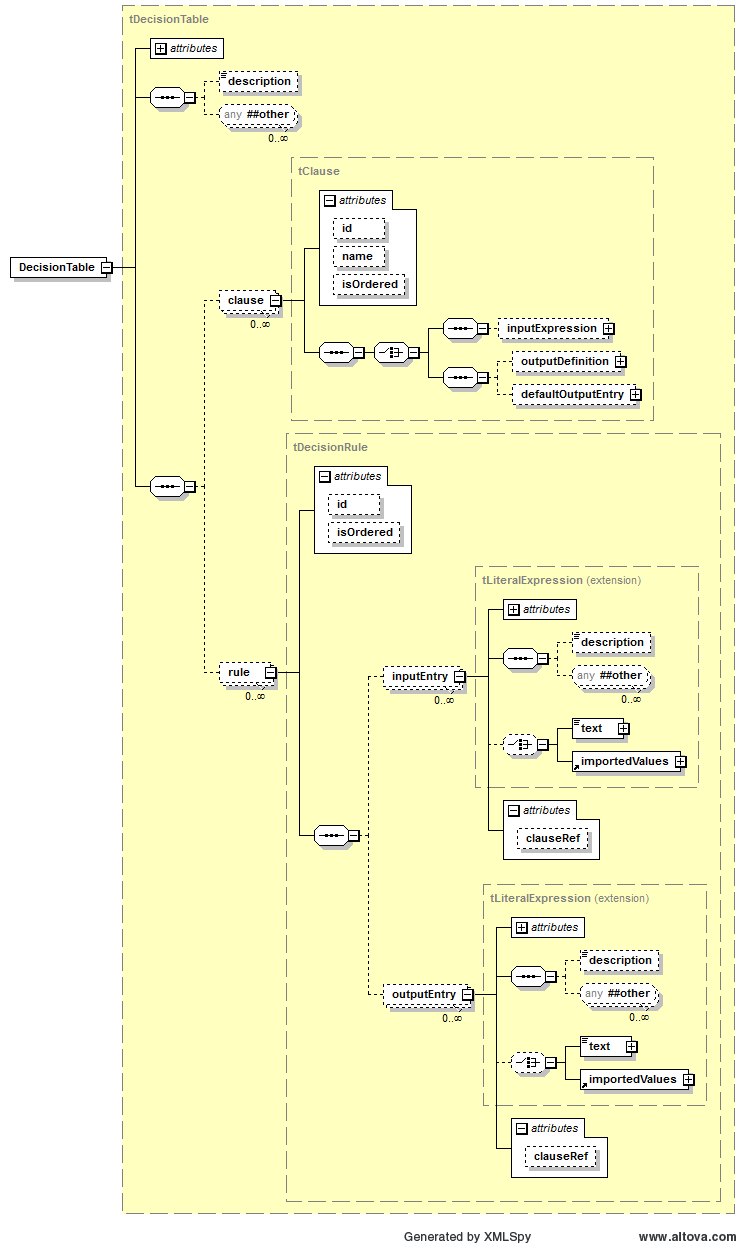 tDecisionTable
attributes
description
any ##other
0..∞
tClause
attributes
id
name
isOrdered
DecisionTable
clause
0..∞
inputExpression
outputDefinition
defaultOutputEntry
tDecisionRule
attributes
id
isOrdered
tLiteralExpression (extension)
attributes
description
rule
0..∞
inputEntry
0..∞
any ##other
0..∞
text
importedValues
attributes
clauseRef
tLiteralExpression (extension)
attributes
description
outputEntry
0..∞
any ##other
0..∞
text
importedValues
attributes
clauseRef
Generated by XMLSpy
www.altova.com